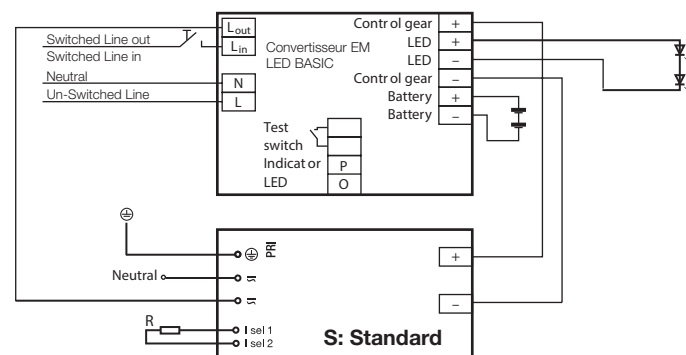 Switched Line out
Switched Line in
Neutral
Un-Switched Line
Lout
Lin
N
L
Convertisseur EM
LED BASIC
Test
switch
Indicator
LED
P
O
Control gear +
LED +
LED –
Control gear –
Battery +
Battery –
PRI
Neutral
R
I sel 1
I sel 2
+
–
S: Standard